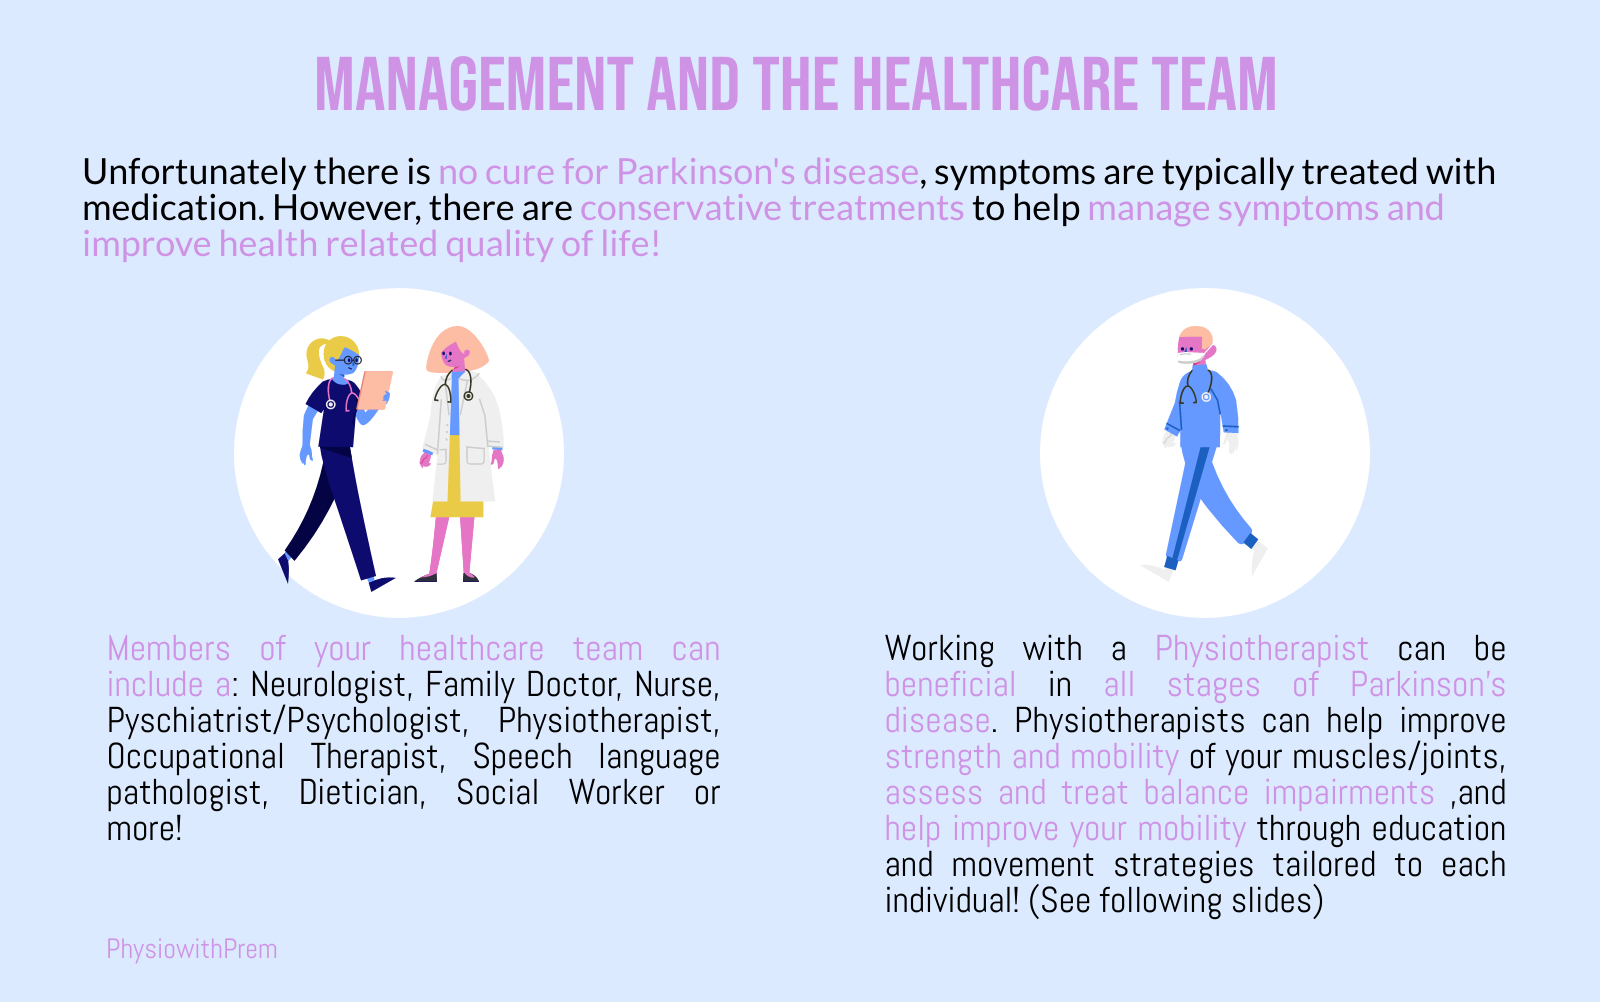 MANAGEMENT AND THE HEALTHCARE TEAM
Unfortunately there is no cure for Parkinson's disease, symptoms are typically treated with
medication. However, there are conservative treatments to help manage symptoms and
improve health related quality of life!
Members of your healthcare team can
include a: Neurologist, Family Doctor, Nurse,
Pyschiatrist/Psychologist, Physiotherapist,
Occupational Therapist, Speech language
pathologist, Dietician, Social Worker or
more!
Working with a Physiotherapist can be
beneficial in all stages of Parkinson's
disease. Physiotherapists can help improve
strength and mobility of your muscles/joints,
assess and treat balance impairments ,and
help improve your mobility through education
and movement strategies tailored to each
individual! (See following slides)
PhysiowithPrem